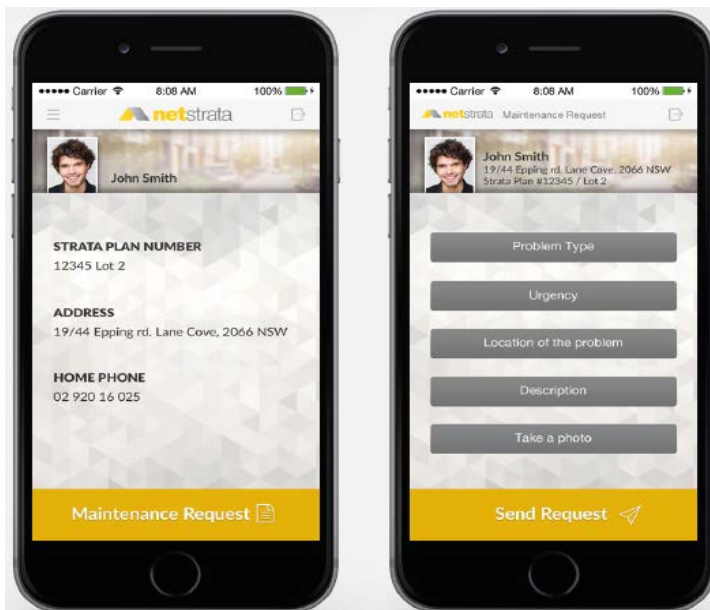 Carrier 8:08 AM 100%
netstrata
John Smith
STRATA PLAN NUMBER
12345 Lot 2
ADDRESS
19/44 Epping rd. Lane Cove, 2066 NSW
HOME PHONE
02 920 16 025
Maintenance Request
Carrier 8:08 AM 100%
netstrata Maintenance Request
John Smith
19/44 Epping rd. Lane Cove, 2066 NSW
Strata Plan #12345 / Lot 2
Problem Type
Urgency
Location of the problem
Description
Take a photo
Send Request